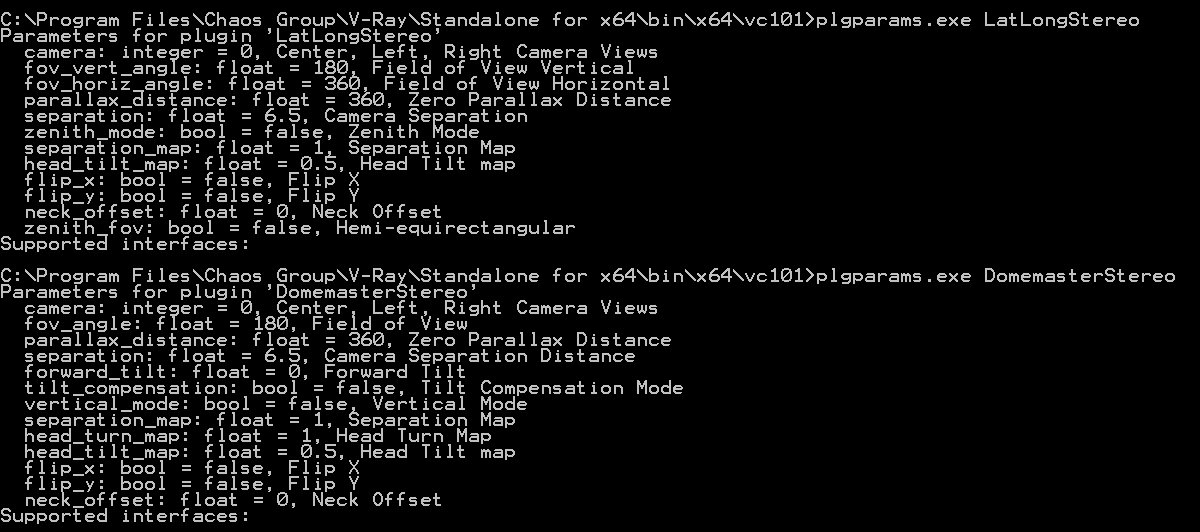 C:\Program Files\Chaos Group\V-Ray\Standalone for x64\bin\x64\vc101>plgparams.exe LatLongStereo
Parameters for plugin 'LatLongStereo'
  camera: integer = 0, Center, Left, Right Camera Views
  fov_vert_angle: float = 180, Field of View Vertical
  fov_horiz_angle: float = 360, Field of View Horizontal
  parallax_distance: float = 360, Zero Parallax Distance
  separation: float = 6.5, Camera Separation
  zenith_mode: bool = false, Zenith Mode
  separation_map: float = 1, Separation Map
  head_tilt_map: float = 0.5, Head Tilt map
  flip_x: bool = false, Flip X
  flip_y: bool = false, Flip Y
  neck_offset: float = 0, Neck Offset
  zenith_fov: bool = false, Hemi-equirectangular
Supported interfaces:

C:\Program Files\Chaos Group\V-Ray\Standalone for x64\bin\x64\vc101>plgparams.exe DomemasterStereo
Parameters for plugin 'DomemasterStereo'
  camera: integer = 0, Center, Left, Right Camera Views
  fov_angle: float = 180, Field of View
  parallax_distance: float = 360, Zero Parallax Distance
  separation: float = 6.5, Camera Separation Distance
  forward_tilt: float = 0, Forward Tilt
  tilt_compensation: bool = false, Tilt Compensation Mode
  vertical_mode: bool = false, Vertical Mode
  separation_map: float = 1, Separation Map
  head_turn_map: float = 1, Head Turn Map
  head_tilt_map: float = 0.5, Head Tilt map
  flip_x: bool = false, Flip X
  flip_y: bool = false, Flip Y
  neck_offset: float = 0, Neck Offset
Supported interfaces: